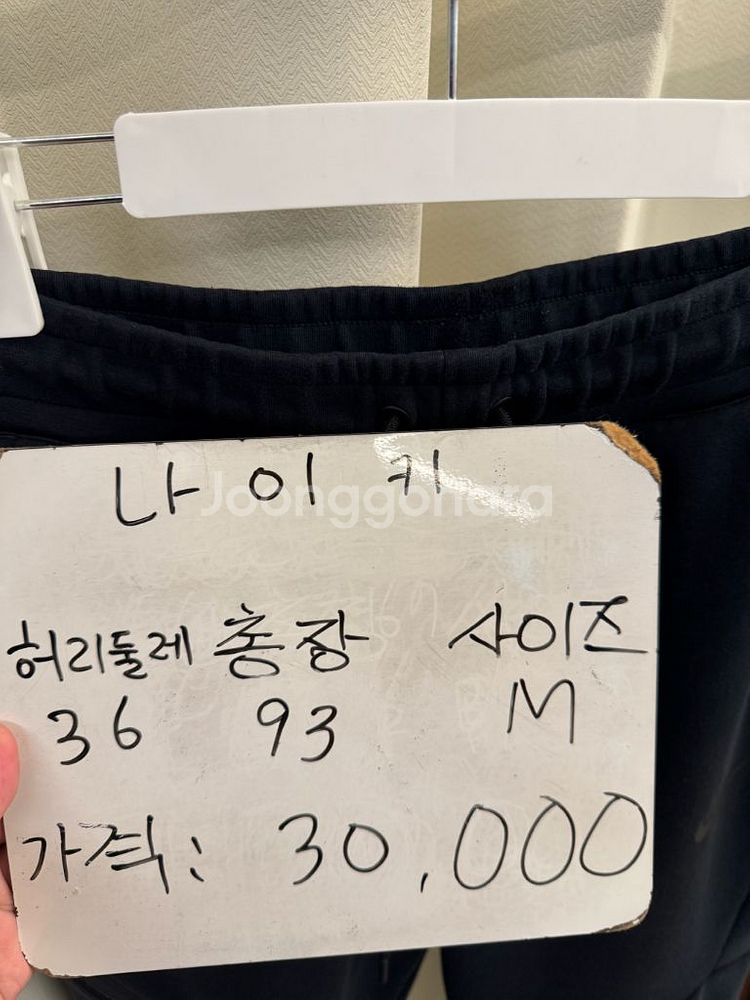 나이키
Joonggonara
허리둘레 총장 사이즈
36 93 M
가격: 30,000